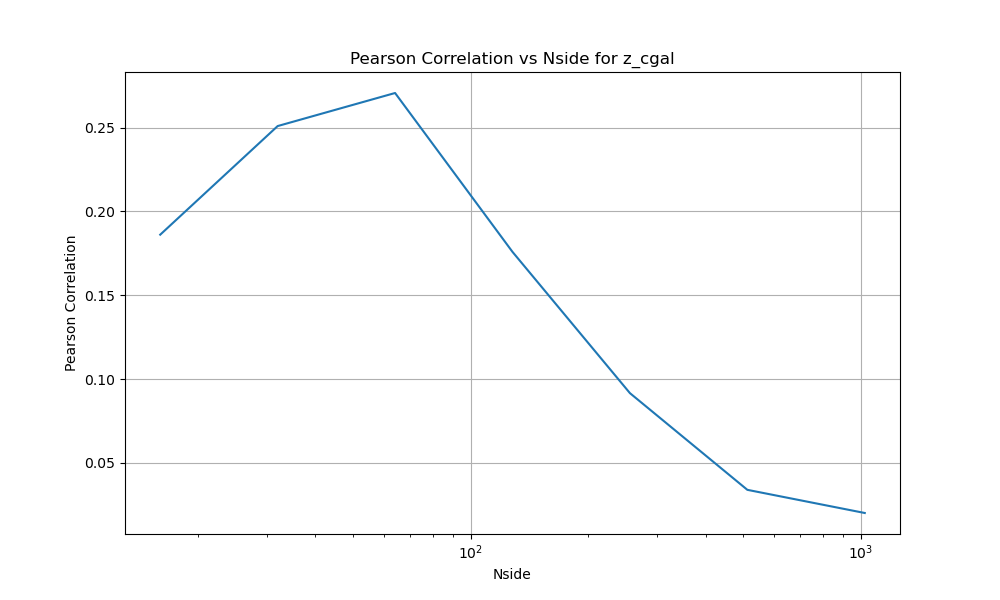 Pearson Correlation vs Nside for z_cgal
Pearson Correlation
0.25
0.20
0.15
0.10
0.05
10²
10³
Nside